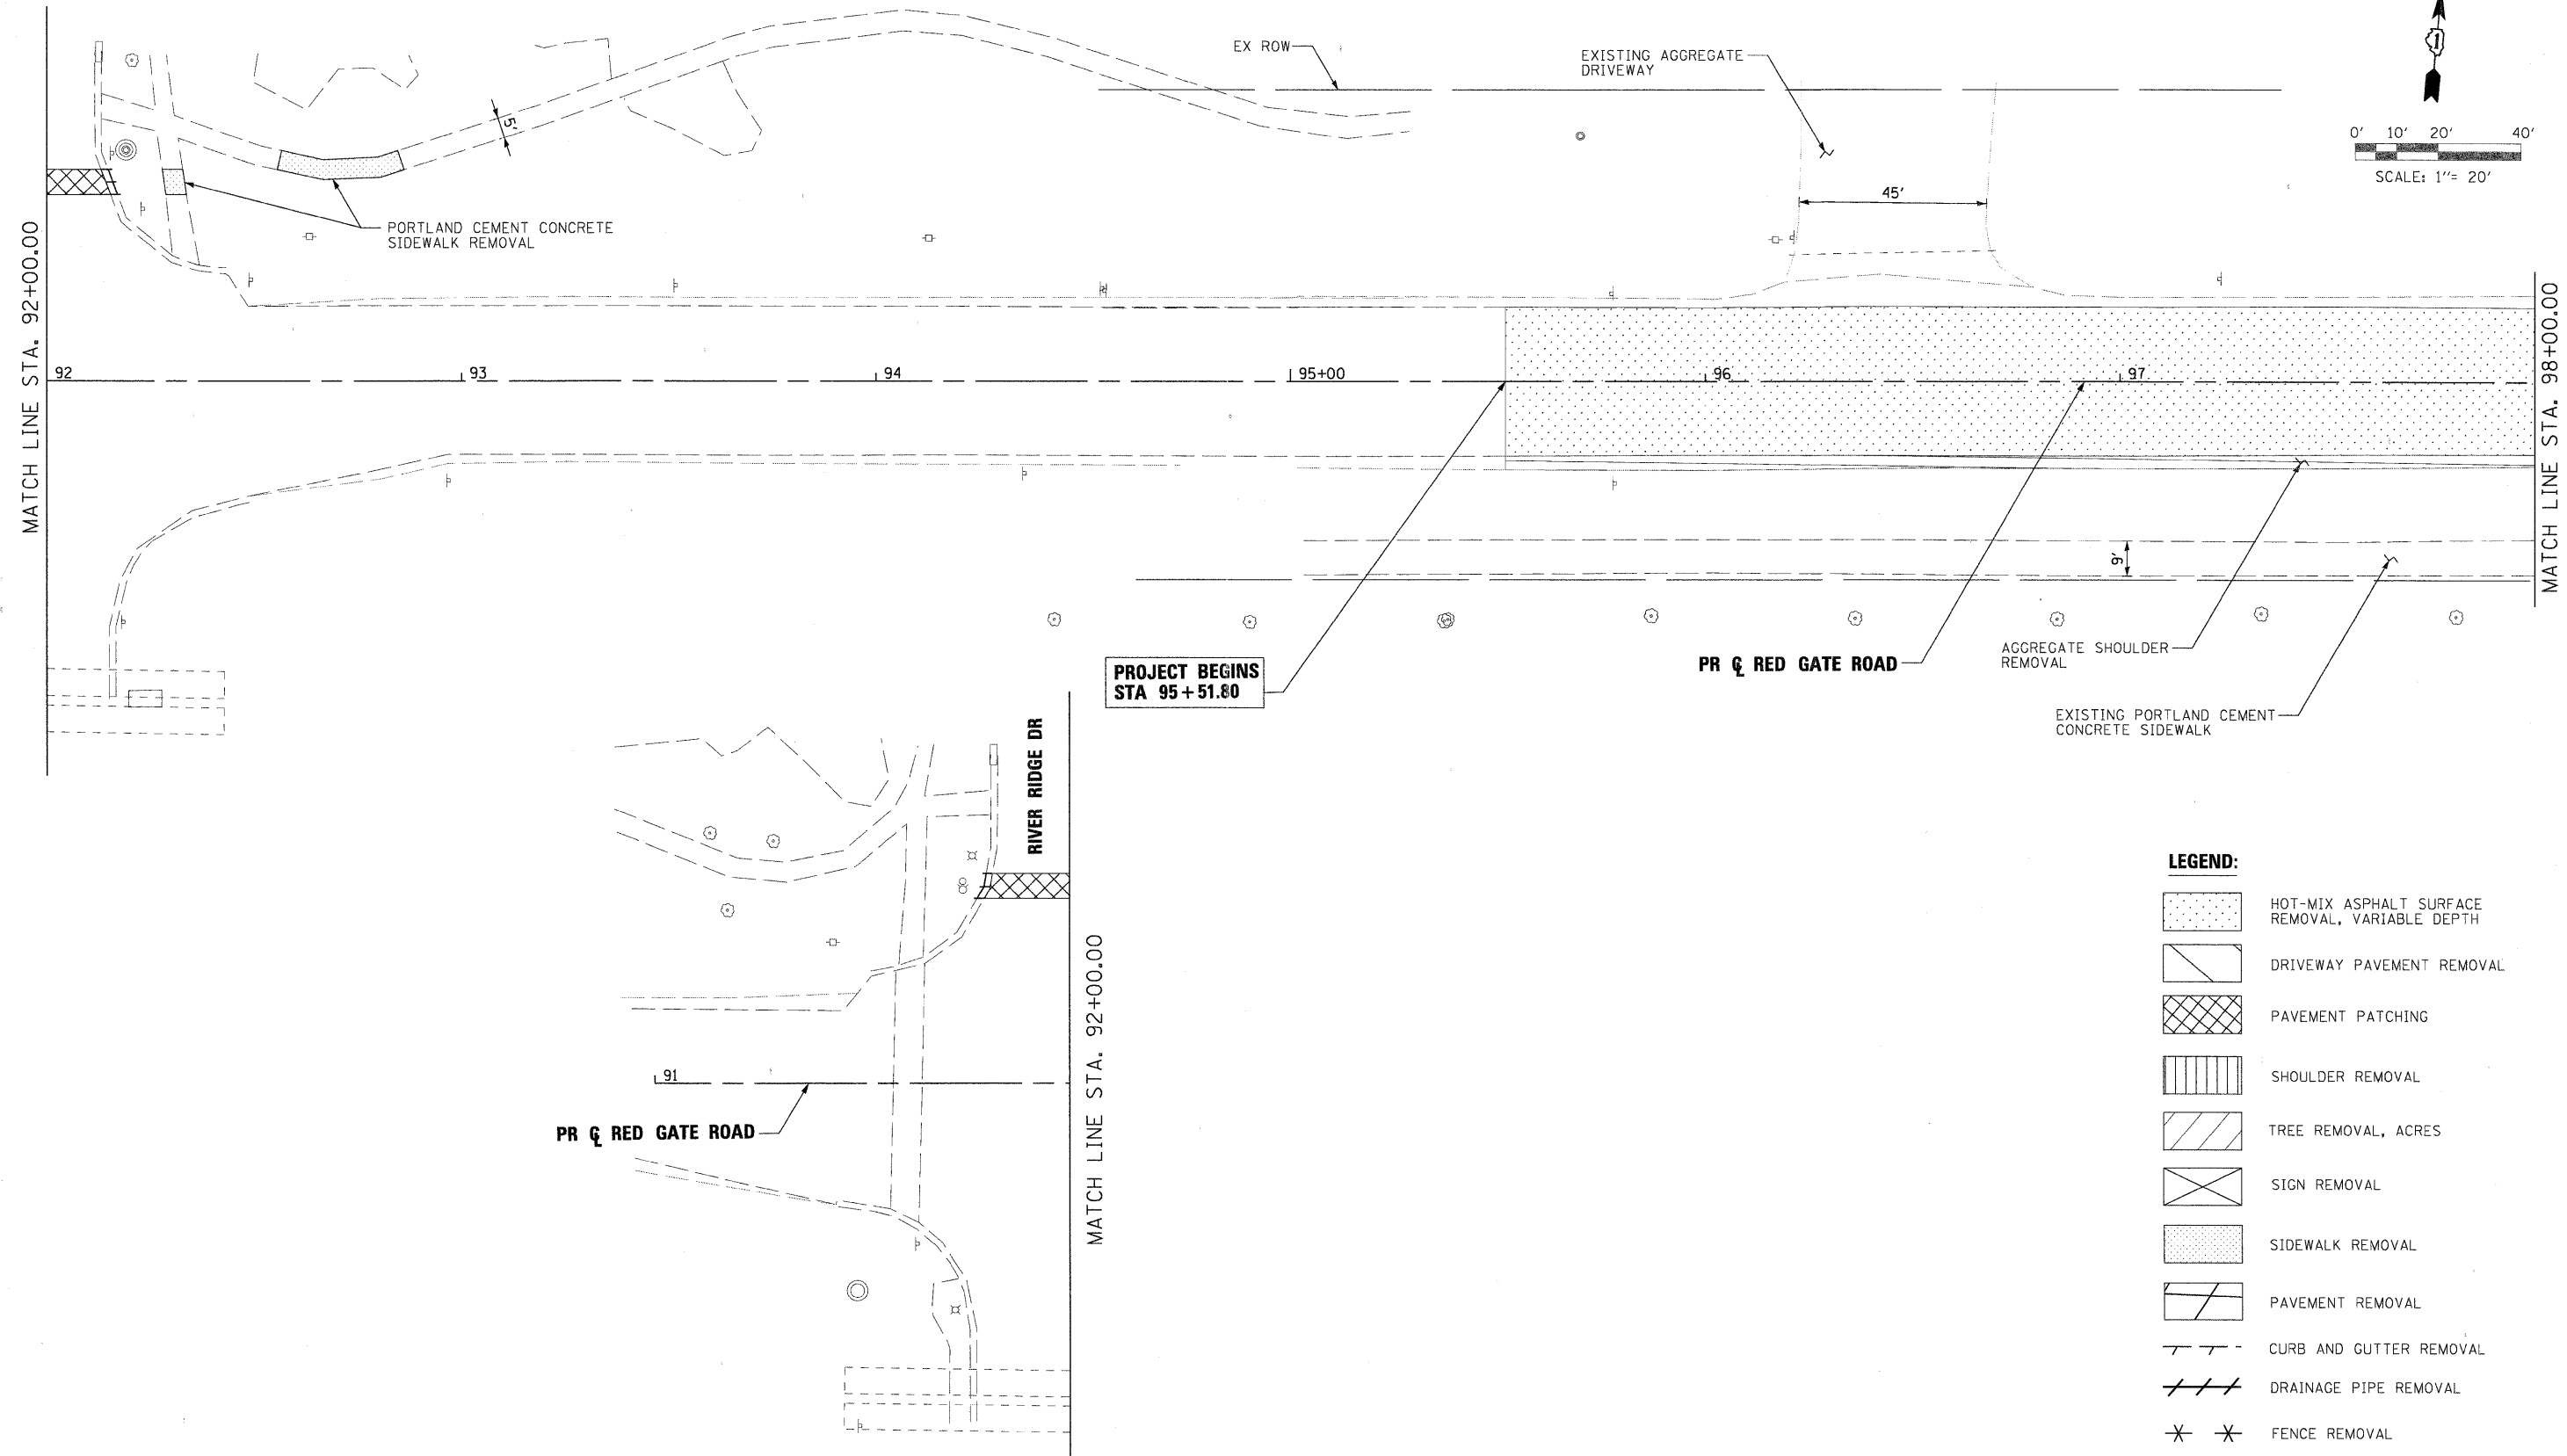 EX ROW
EXISTING AGGREGATE
DRIVEWAY
1
0' 10' 20' 40'
SCALE: 1"= 20'
5'
45'
PORTLAND CEMENT CONCRETE
SIDEWALK REMOVAL
MATCH LINE STA. 92+00.00
92
93
94
95+00
96
97
MATCH LINE STA. 98+00.00
9'
PROJECT BEGINS
STA 95+51.80
PR ℄ RED GATE ROAD
AGGREGATE SHOULDER
REMOVAL
EXISTING PORTLAND CEMENT
CONCRETE SIDEWALK
RIVER RIDGE DR
MATCH LINE STA. 92+00.00
91
PR ℄ RED GATE ROAD
LEGEND:
HOT-MIX ASPHALT SURFACE
REMOVAL, VARIABLE DEPTH
DRIVEWAY PAVEMENT REMOVAL
PAVEMENT PATCHING
SHOULDER REMOVAL
TREE REMOVAL, ACRES
SIGN REMOVAL
SIDEWALK REMOVAL
PAVEMENT REMOVAL
CURB AND GUTTER REMOVAL
DRAINAGE PIPE REMOVAL
FENCE REMOVAL